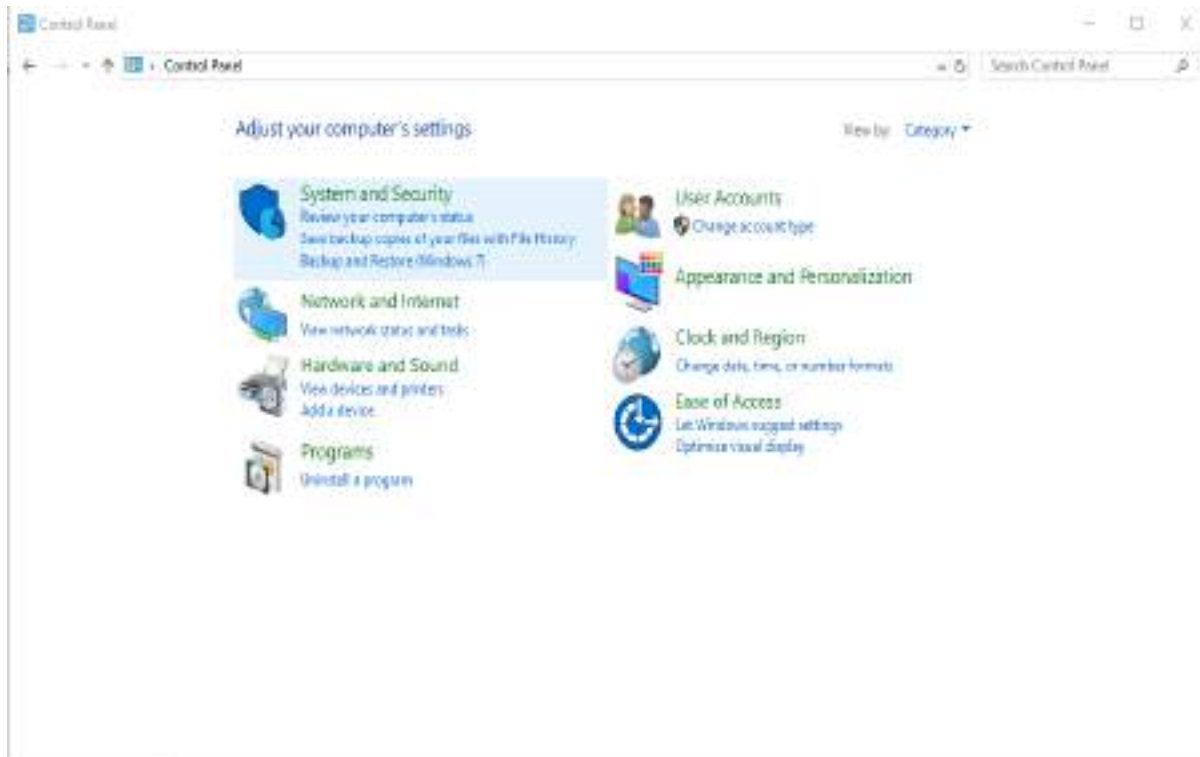 Control Panel
Control Panel
Search Control Panel
Adjust your computer's settings
View by: Category
System and Security
Review your computer's status
Save backup copies of your files with File History
Backup and Restore (Windows 7)
Network and Internet
View network status and tasks
Hardware and Sound
View devices and printers
Add a device
Programs
Uninstall a program
User Accounts
Change account type
Appearance and Personalization
Clock and Region
Change date, time, or number formats
Ease of Access
Let Windows suggest settings
Optimise visual display